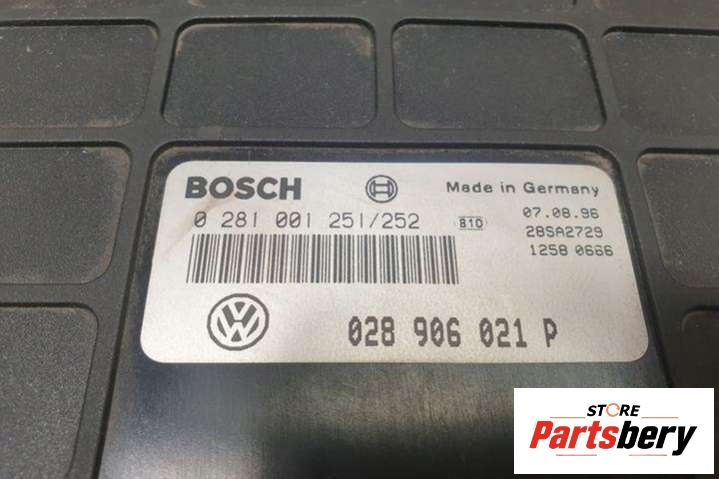 BOSCH
Made in Germany
0 281 001 251/252
810
07.08.96
28SA2729
1258 0666
028 906 021 P
STORE
Partsbery